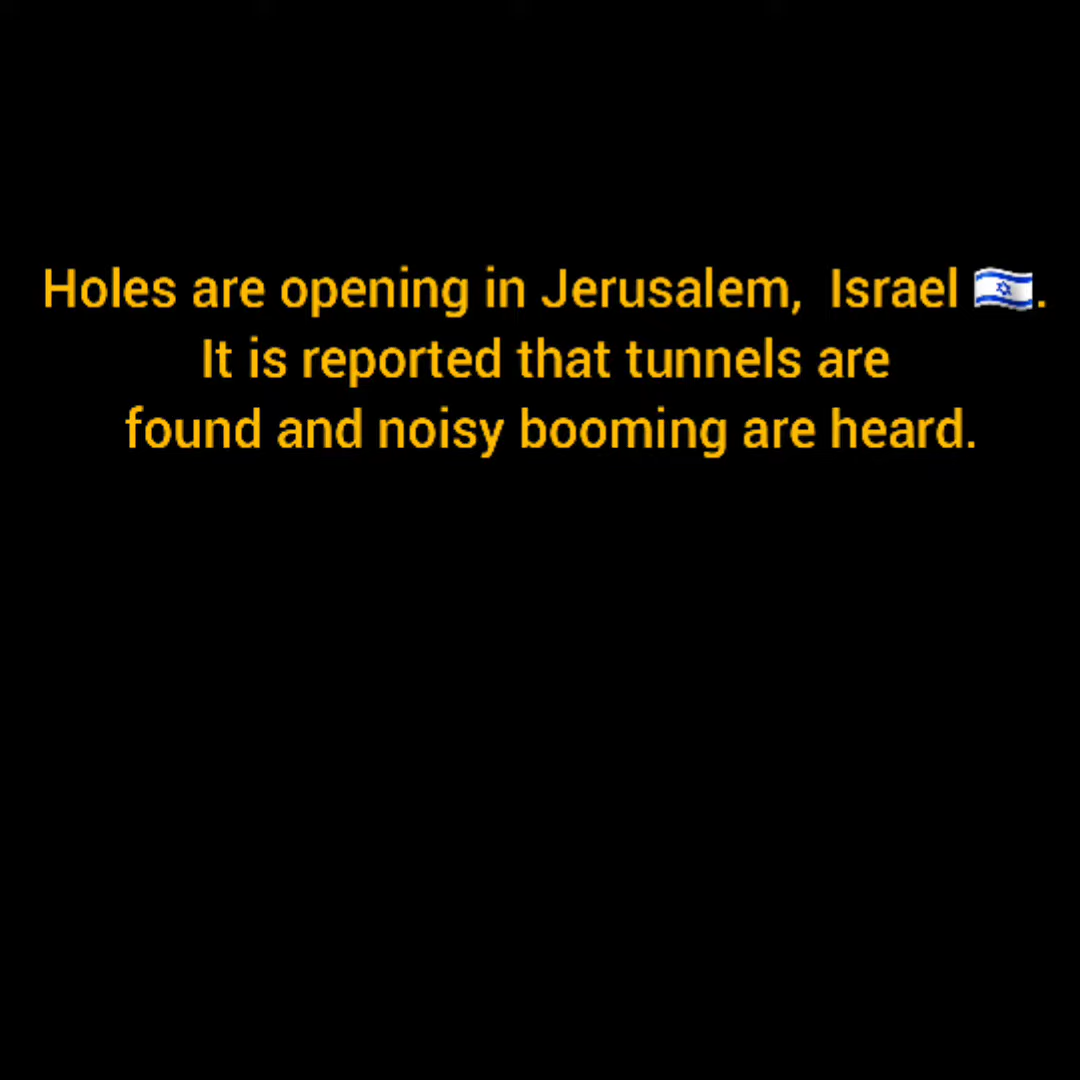 Holes are opening in Jerusalem,  Israel 🇮🇱.
It is reported that tunnels are
found and noisy booming are heard.